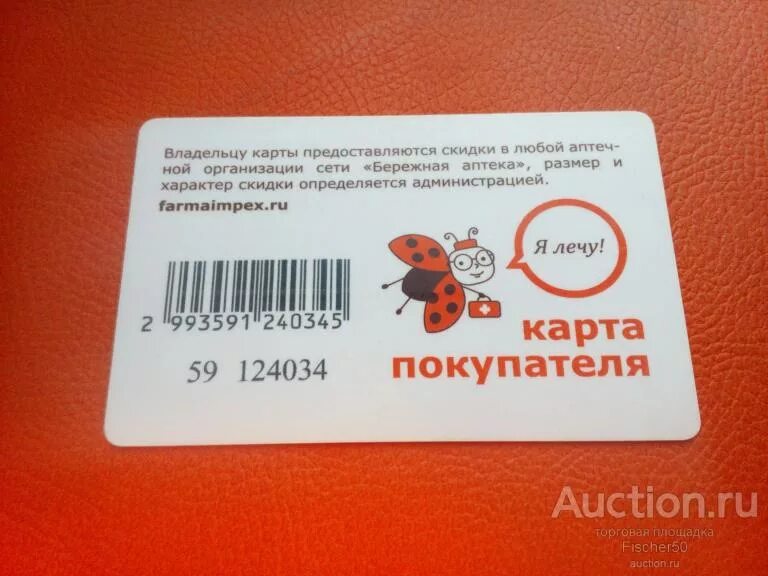 Владельцу карты предоставляются скидки в любой аптеч-
ной организации сети «Бережная аптека», размер и
характер скидки определяется администрацией.
farmaimpex.ru
Я лечу!
2 993591 240345
59 124034
карта
покупателя
Auction.ru
торговая площадка
Fischer50
auction.ru